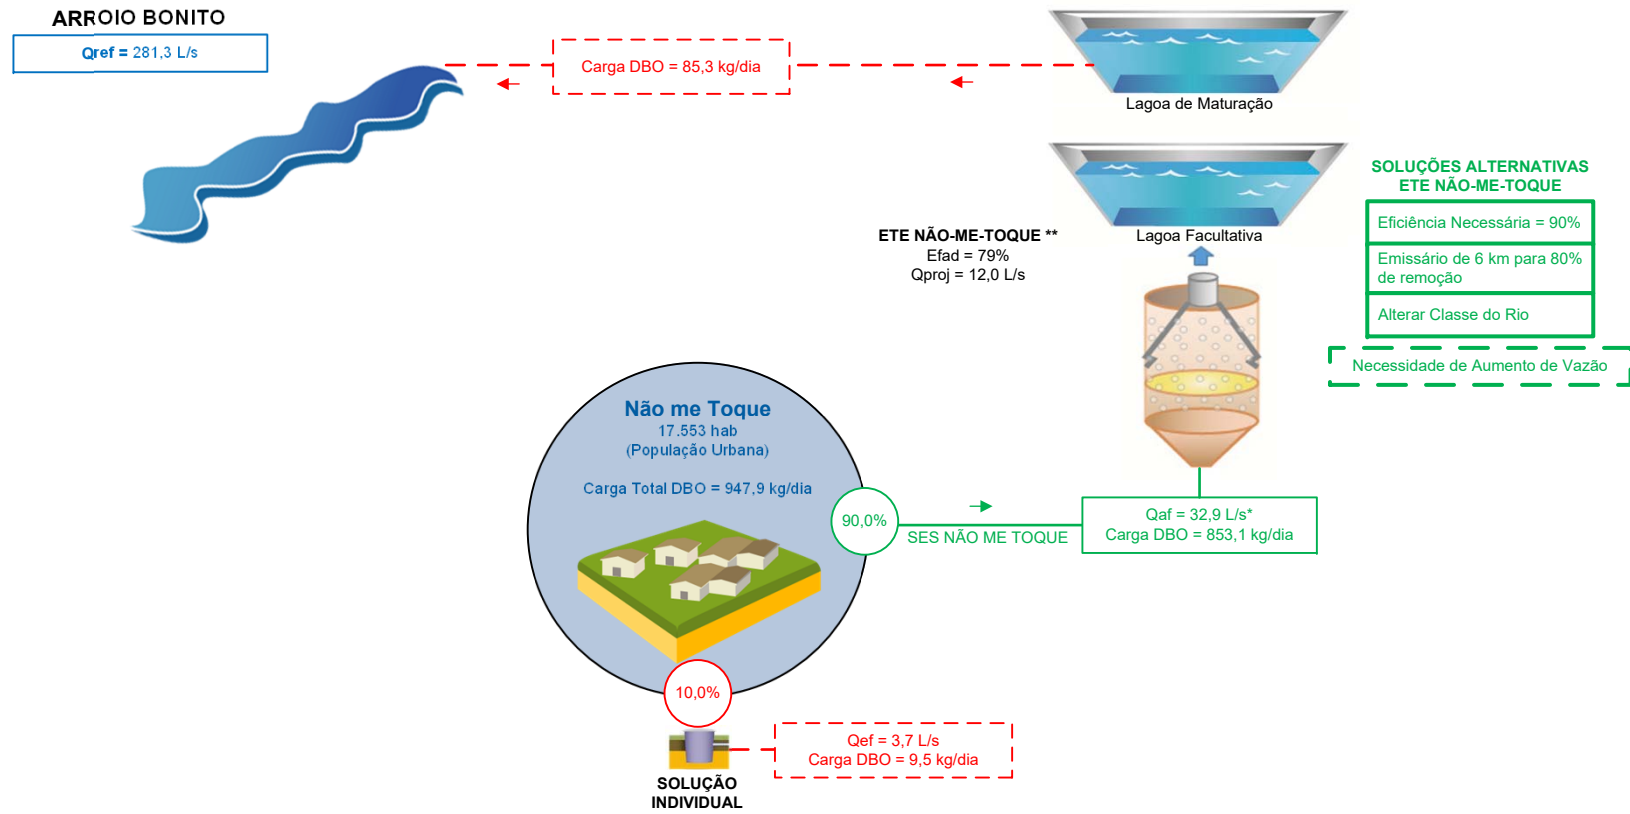 ARROIO BONITO
Qref = 281,3 L/s
Carga DBO = 85,3 kg/dia
Lagoa de Maturação
Lagoa Facultativa
ETE NÃO-ME-TOQUE **
Efad = 79%
Qproj = 12,0 L/s
SOLUÇÕES ALTERNATIVAS
ETE NÃO-ME-TOQUE
Eficiência Necessária = 90%
Emissário de 6 km para 80%
de remoção
Alterar Classe do Rio
Necessidade de Aumento de Vazão
Não me Toque
17.553 hab
(População Urbana)
Carga Total DBO = 947,9 kg/dia
90,0%
SES NÃO ME TOQUE
Qaf = 32,9 L/s*
Carga DBO = 853,1 kg/dia
10,0%
Qef = 3,7 L/s
Carga DBO = 9,5 kg/dia
SOLUÇÃO
INDIVIDUAL